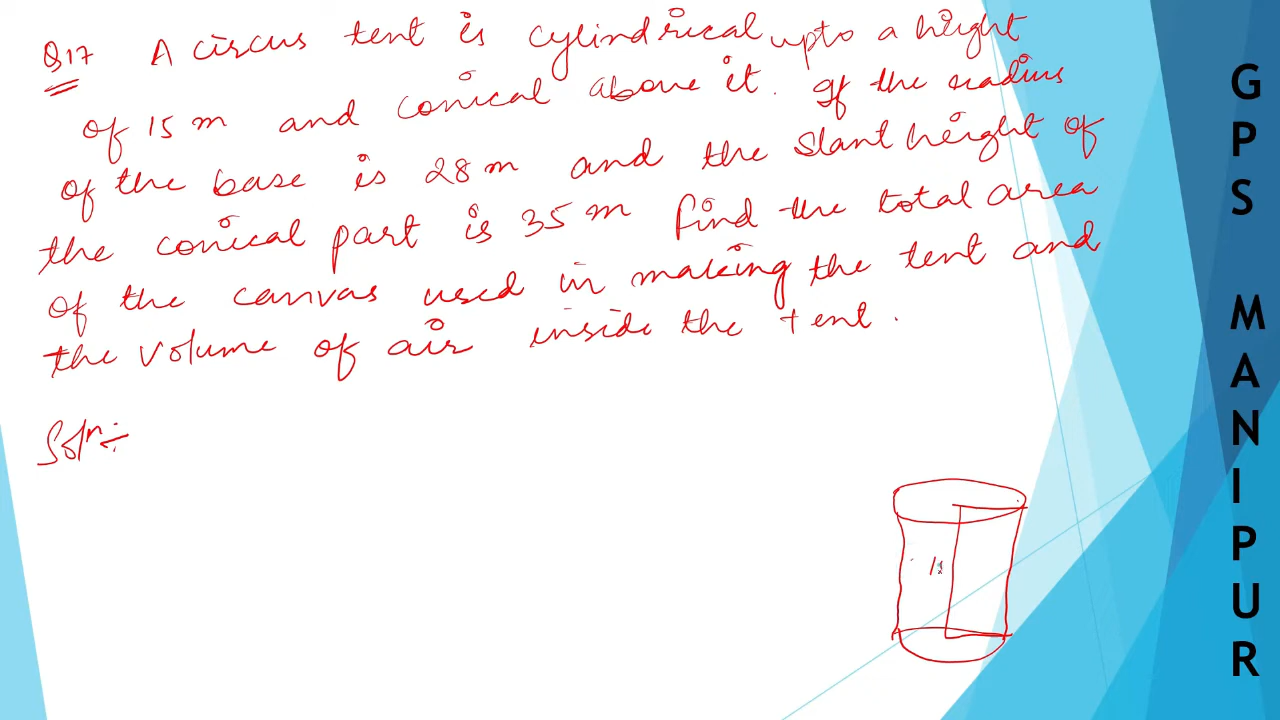 Q17 A circus tent is cylindrical upto a height
of 15 m and conical above it. If the radius
of the base is 28 m and the slant height of
the conical part is 35 m find the total area
of the canvas used in making the tent and
the volume of air inside the tent.
Soln:-
GPS MANIPUR